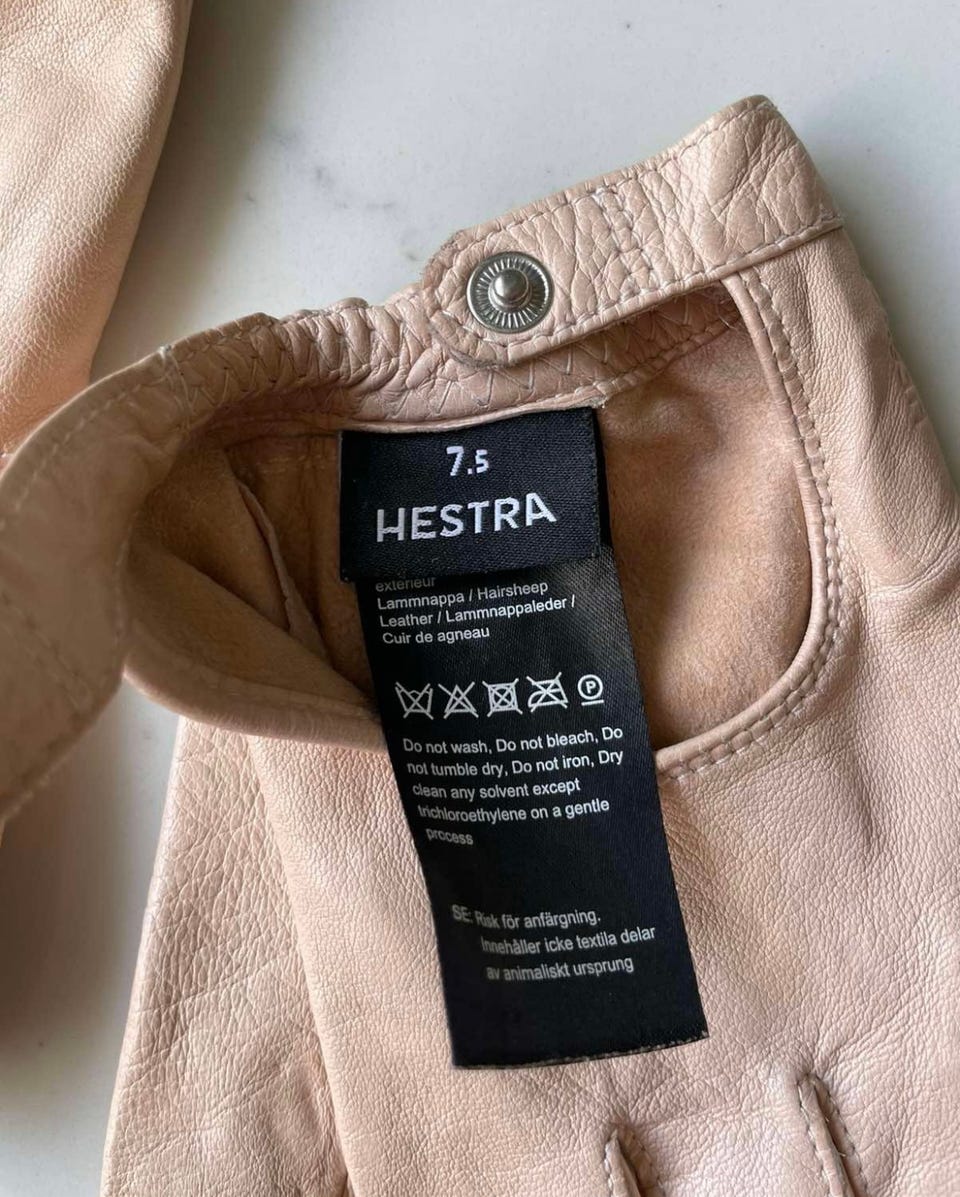 7.5
HESTRA
extérieur
Lammnappa / Hairsheep
Leather / Lammnappaleder /
Cuir de agneau
P
Do not wash, Do not bleach, Do
not tumble dry, Do not iron, Dry
clean any solvent except
trichloroethylene on a gentle
process
SE: Risk för anfärgning.
Innehåller icke textila delar
av animaliskt ursprung